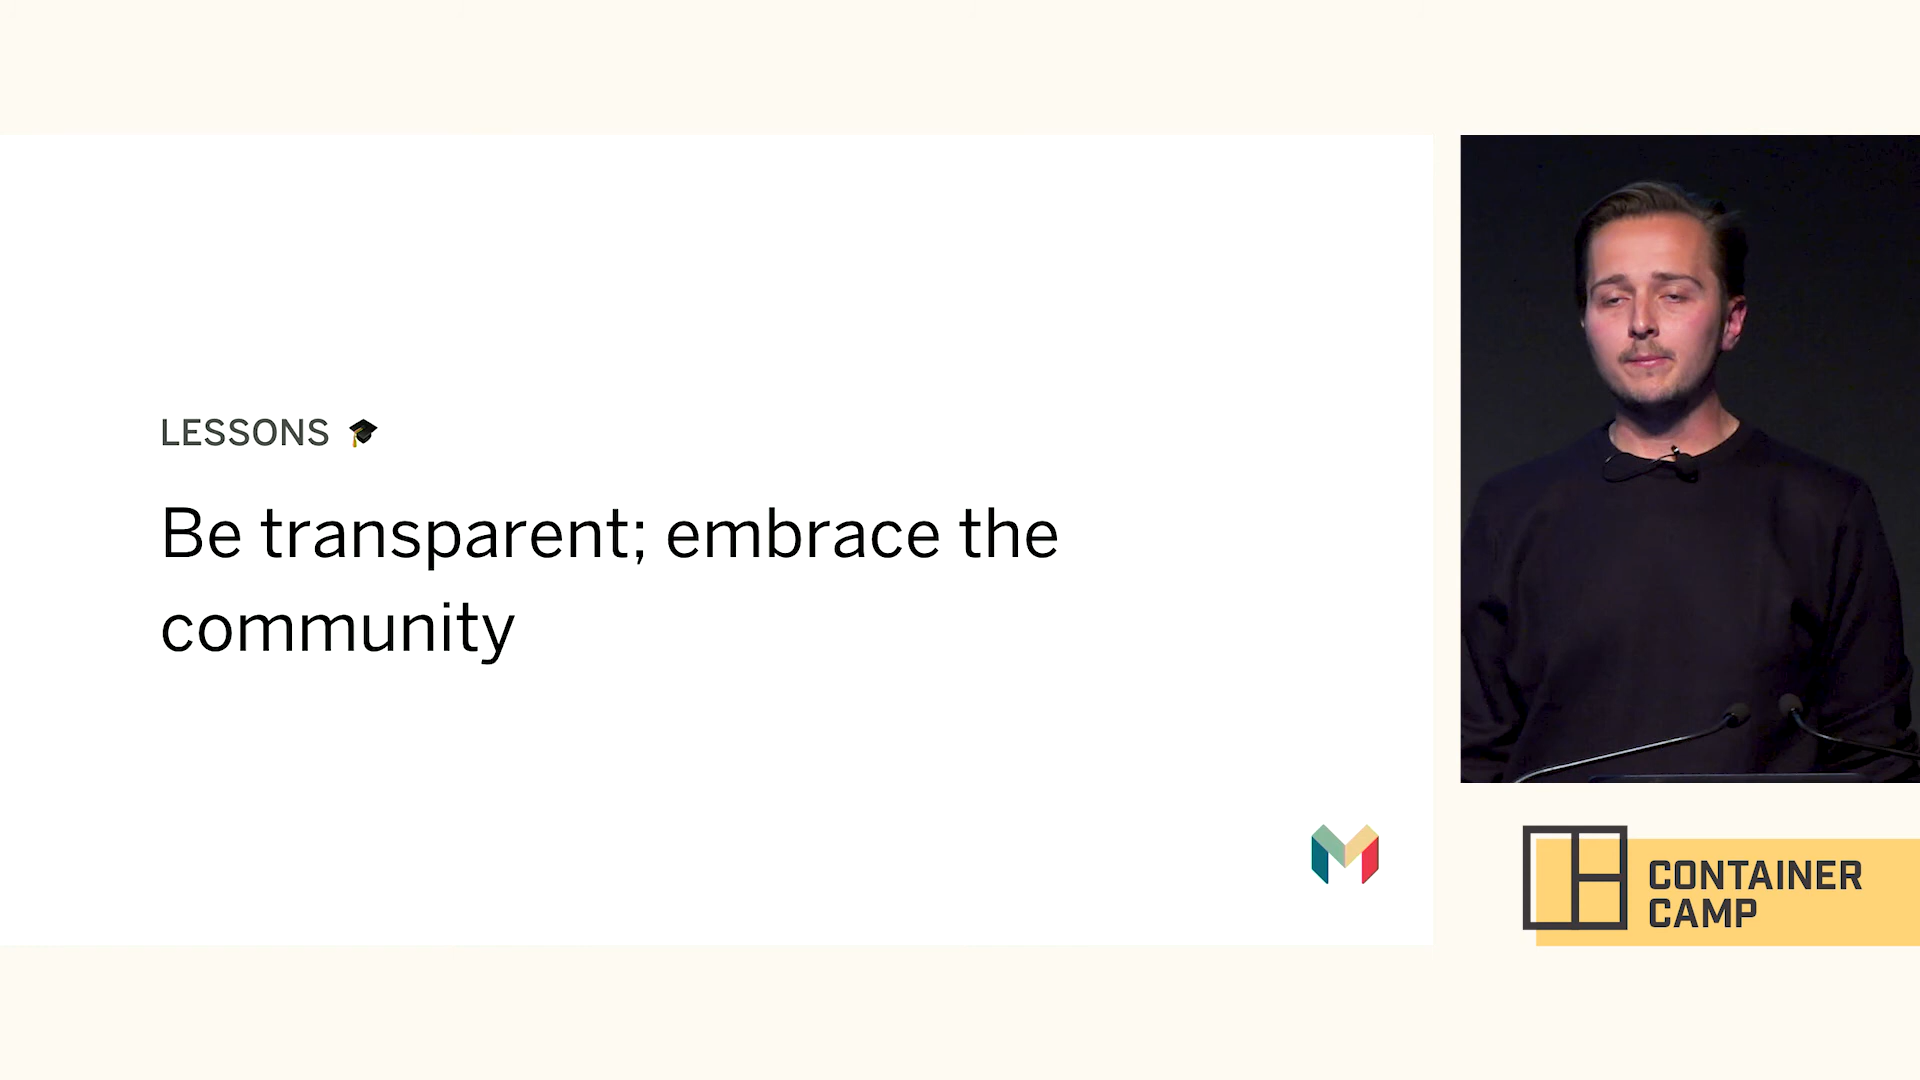 LESSONS 🎓
Be transparent; embrace the
community
CONTAINER
CAMP